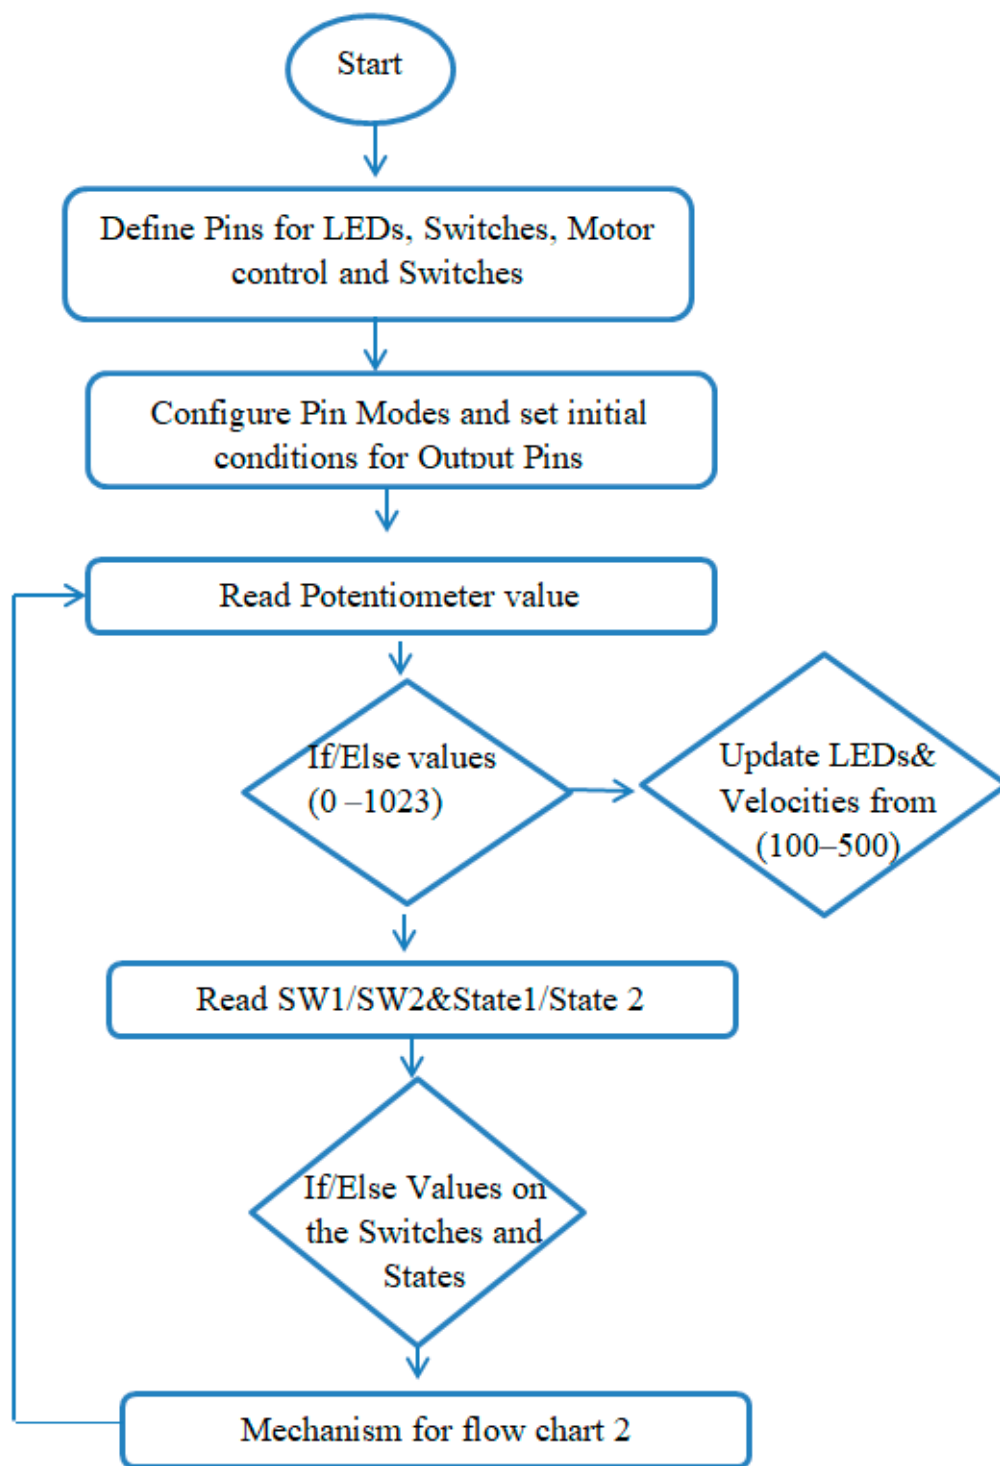 Start
Define Pins for LEDs, Switches, Motor
control and Switches
Configure Pin Modes and set initial
conditions for Output Pins
Read Potentiometer value
If/Else values
(0 –1023)
Update LEDs&
Velocities from
(100–500)
Read SW1/SW2&State1/State 2
If/Else Values on
the Switches and
States
Mechanism for flow chart 2